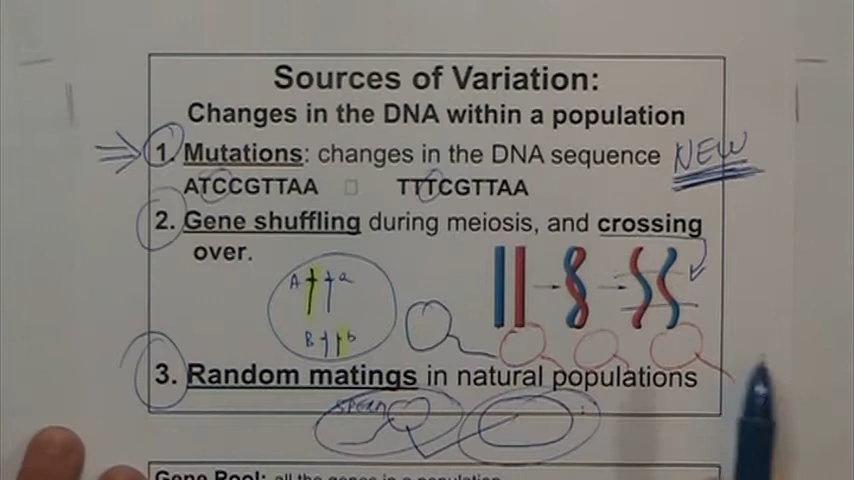 Sources of Variation:
Changes in the DNA within a population
1. Mutations: changes in the DNA sequence NEW
ATCCGTTAA □ TTTCGTTAA
2. Gene shuffling during meiosis, and crossing
over.
A a
B b
3. Random matings in natural populations
SPERM
Gene Pool: all the genes in a population